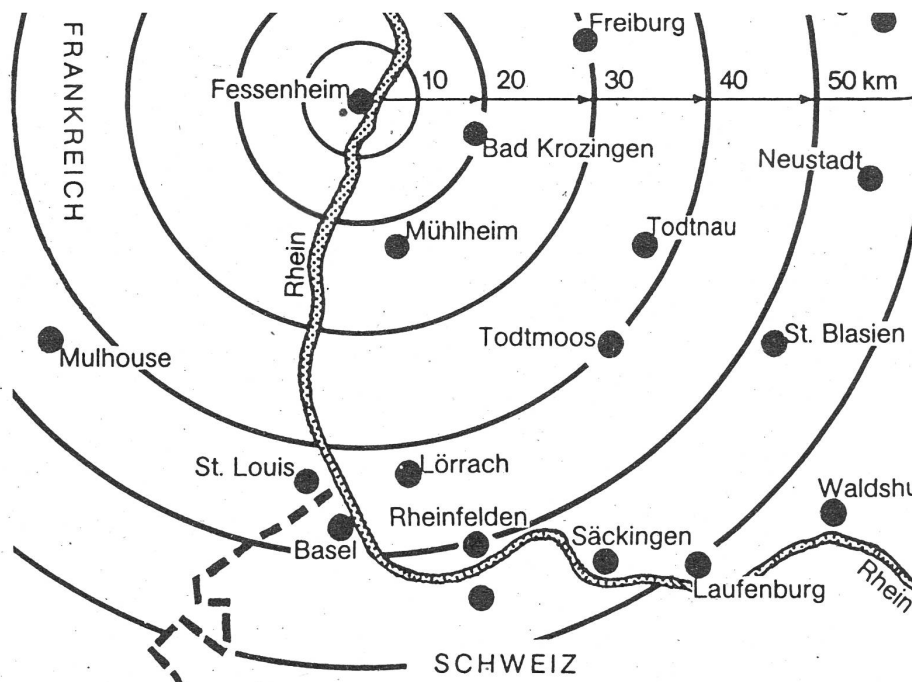 FRANKREICH
Freiburg
Fessenheim
10 20 30 40 50 km
Bad Krozingen
Neustadt
Mühlheim
Todtnau
Rhein
Todtmoos
St. Blasien
Mulhouse
St. Louis
Lörrach
Rheinfelden
Waldshu
Basel
Säckingen
Laufenburg
Rhein
SCHWEIZ